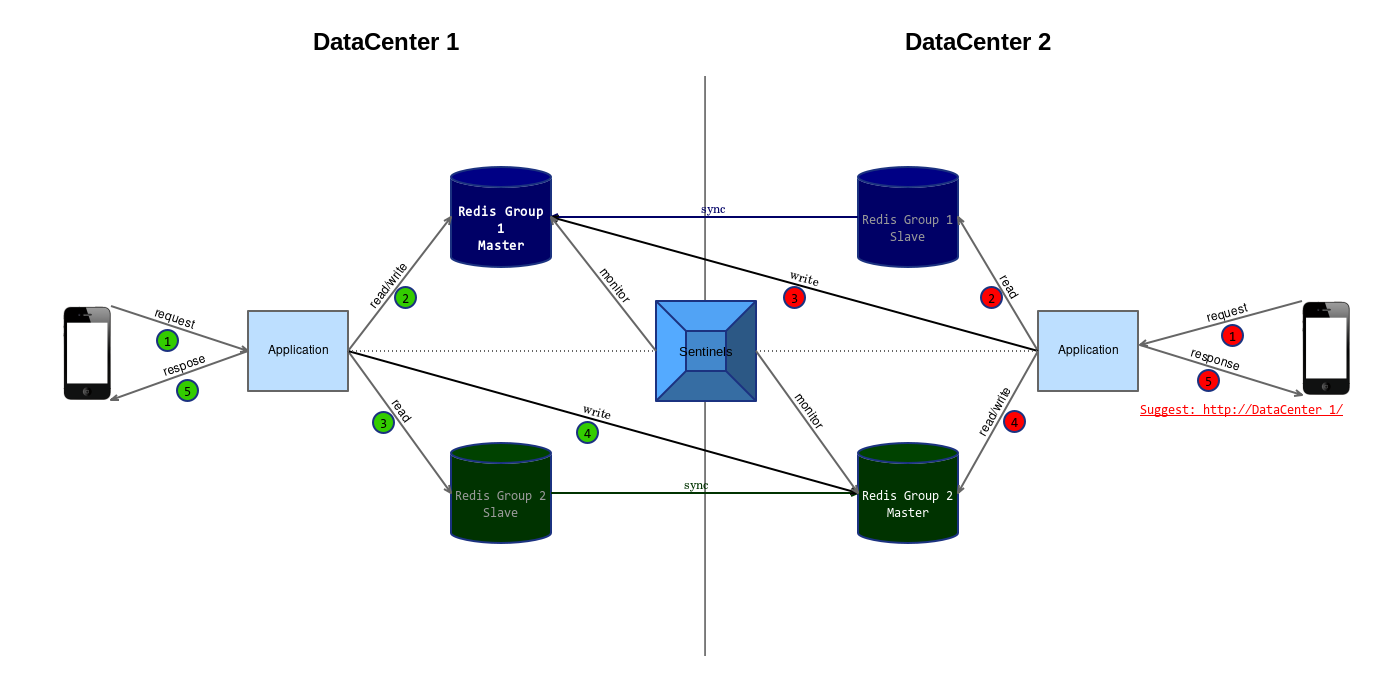 DataCenter 1
DataCenter 2
Redis Group
1
Master
sync
Redis Group 1
Slave
read/write
2
monitor
write
3
read
2
request
1
respose
5
Application
Sentinels
Application
request
1
response
5
Suggest: http://DataCenter 1/
read
3
write
4
monitor
read/write
4
Redis Group 2
Slave
sync
Redis Group 2
Master